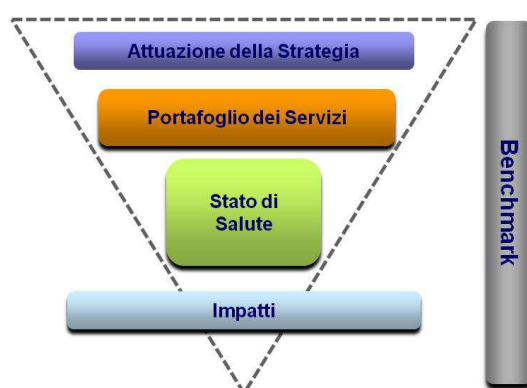 Attuazione della Strategia
Portafoglio dei Servizi
Stato di
Salute
Impatti
Benchmark